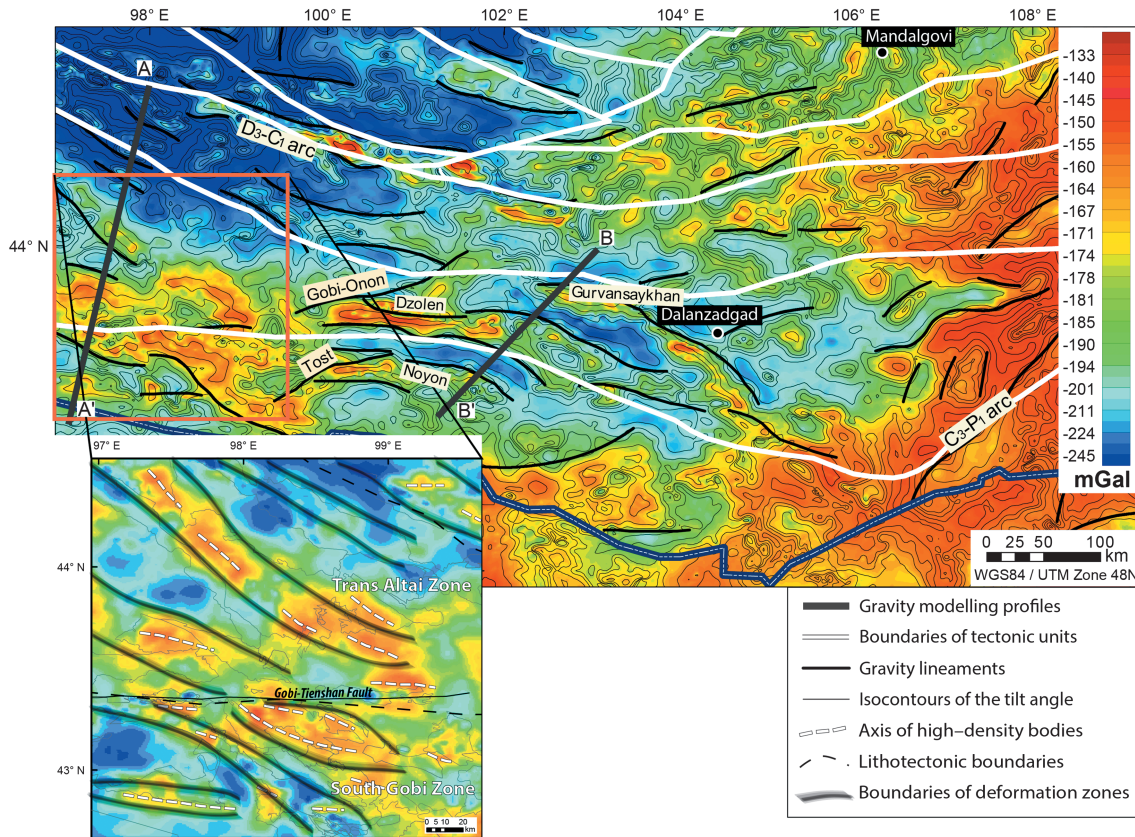 98° E 100° E 102° E 104° E 106° E 108° E
Mandalgovi
A
D3-C1 arc
44° N
B
Gobi-Onon
Dzolen
Gurvansaykhan
Dalanzadgad
Tost
Noyon
A'
B'
C3-P1 arc
-133
-140
-145
-150
-155
-160
-164
-167
-171
-174
-178
-181
-185
-190
-194
-201
-211
-224
-245
mGal
0 25 50 100
km
WGS84 / UTM Zone 48N
97° E 98° E 99° E
44° N
Trans Altai Zone
Gobi-Tienshan Fault
43° N
South Gobi Zone
0 5 10 20
km
Gravity modelling profiles
Boundaries of tectonic units
Gravity lineaments
Isocontours of the tilt angle
Axis of high–density bodies
Lithotectonic boundaries
Boundaries of deformation zones